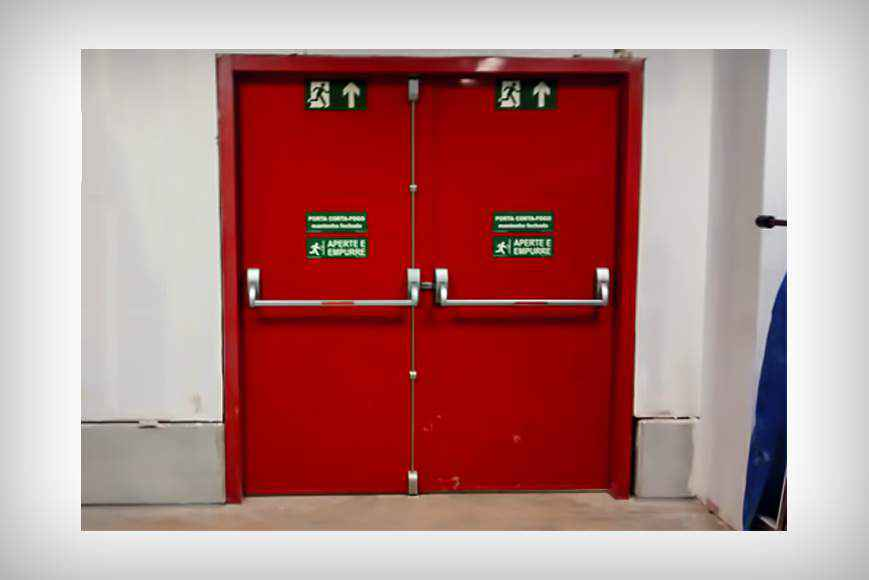 PORTA CORTA-FOGO
mantenha fechada
APERTE E
EMPURRE
PORTA CORTA-FOGO
mantenha fechada
APERTE E
EMPURRE